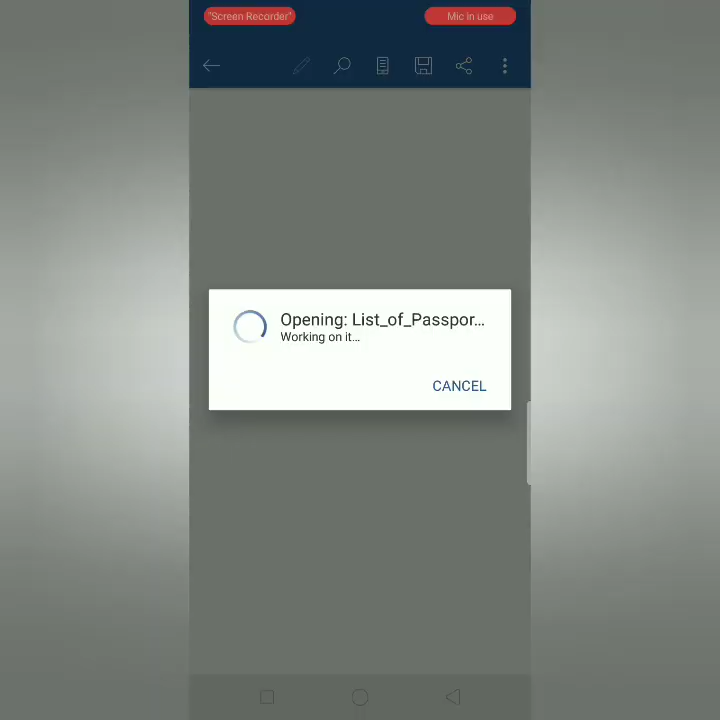 "Screen Recorder"
Mic in use
Opening: List_of_Passpor...
Working on it...
CANCEL